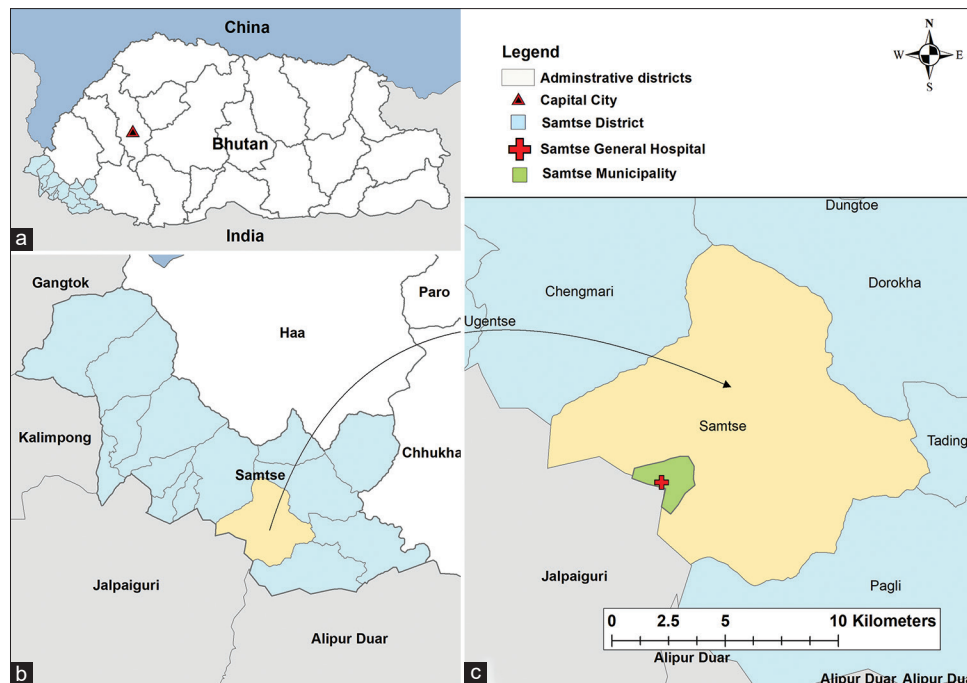 China
Bhutan
India
a
Legend
Adminstrative districts
Capital City
Samtse District
Samtse General Hospital
Samtse Municipality
N
W
E
S
Gangtok
Paro
Haa
Kalimpong
Chhukha
Samtse
Jalpaiguri
Alipur Duar
b
Dungtoe
Chengmari
Dorokha
Ugentse
Samtse
Tading
Jalpaiguri
Pagli
0 2.5 5 10 Kilometers
Alipur Duar
Alipur Duar, Alipur Dua
c